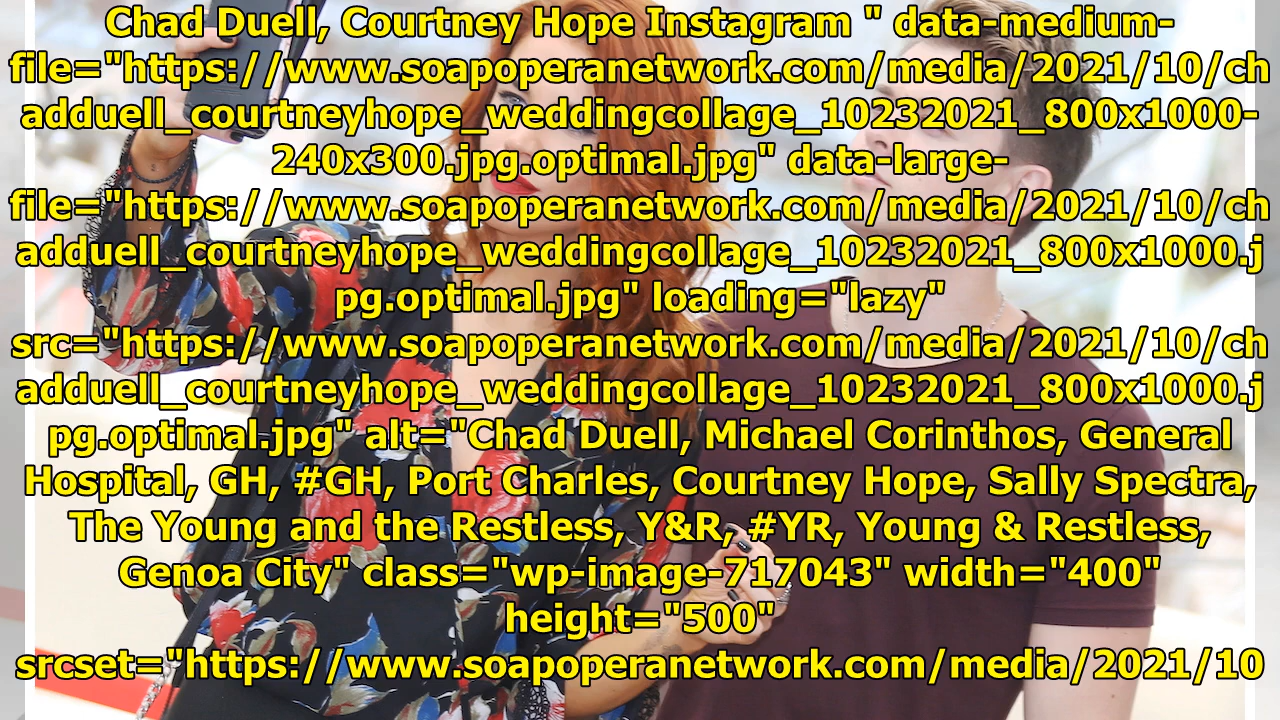 Chad Duell, Courtney Hope Instagram " data-medium-
file="https://www.soapoperanetwork.com/media/2021/10/ch
adduell_courtneyhope_weddingcollage_10232021_800x1000-
240x300.jpg.optimal.jpg" data-large-
file="https://www.soapoperanetwork.com/media/2021/10/ch
adduell_courtneyhope_weddingcollage_10232021_800x1000.j
pg.optimal.jpg" loading="lazy"
src="https://www.soapoperanetwork.com/media/2021/10/ch
adduell_courtneyhope_weddingcollage_10232021_800x1000.j
pg.optimal.jpg" alt="Chad Duell, Michael Corinthos, General
Hospital, GH, #GH, Port Charles, Courtney Hope, Sally Spectra,
The Young and the Restless, Y&R, #YR, Young & Restless,
Genoa City" class="wp-image-717043" width="400"
height="500"
srcset="https://www.soapoperanetwork.com/media/2021/10